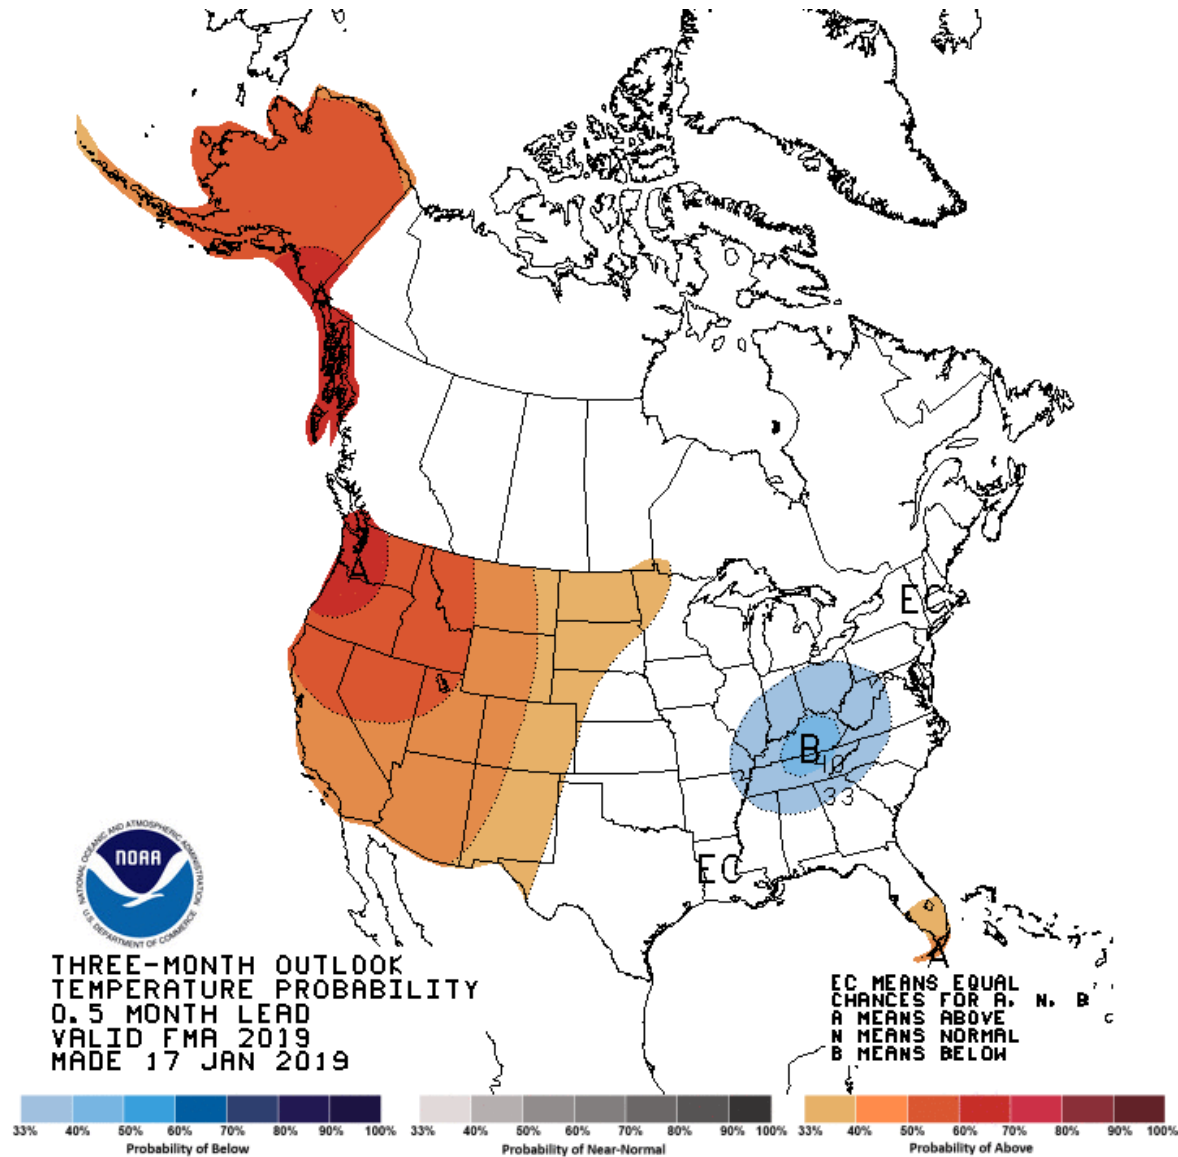 A
A
EC
B
40
33
EC
A
NATIONAL OCEANIC AND ATMOSPHERIC ADMINISTRATION
NOAA
U.S. DEPARTMENT OF COMMERCE
THREE-MONTH OUTLOOK
TEMPERATURE PROBABILITY
0.5 MONTH LEAD
VALID FMA 2019
MADE 17 JAN 2019
EC MEANS EQUAL
CHANCES FOR A, N, B
A MEANS ABOVE
N MEANS NORMAL
B MEANS BELOW
C
33% 40% 50% 60% 70% 80% 90% 100%
Probability of Below
33% 40% 50% 60% 70% 80% 90% 100%
Probability of Near-Normal
33% 40% 50% 60% 70% 80% 90% 100%
Probability of Above